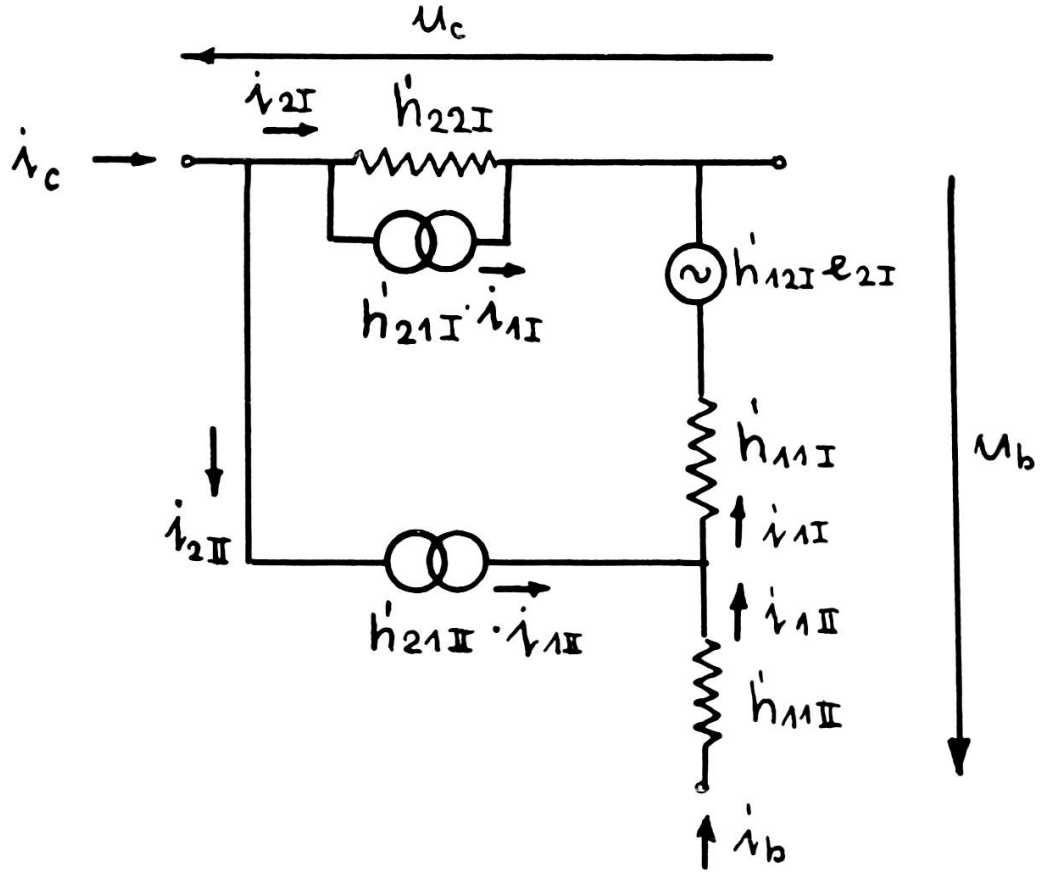 u_c
i_2I
h'_22I
i_c
h'_12I e_2I
h'_21I · i_1I
h'_11I
u_b
i_1I
i_2II
i_1II
h'_21II · i_1II
h'_11II
i_b